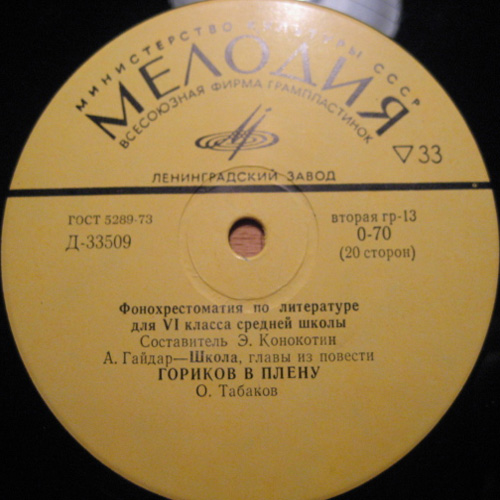 МИНИСТЕРСТВО КУЛЬТУРЫ СССР
МЕЛОДИЯ
ВСЕСОЮЗНАЯ ФИРМА ГРАМПЛАСТИНОК
▽33
ЛЕНИНГРАДСКИЙ ЗАВОД
ГОСТ 5289-73
Д-33509
вторая гр-13
0-70
(20 сторон)
Фонохрестоматия по литературе
для VI класса средней школы
Составитель Э. Конокотин
А. Гайдар—Школа, главы из повести
ГОРИКОВ В ПЛЕНУ
О. Табаков